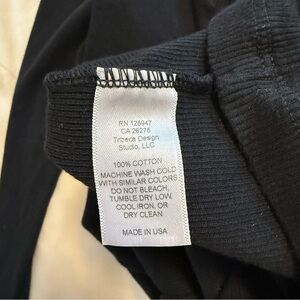 RN 128947
CA 26276
Tribeca Design
Studio, LLC
100% COTTON
MACHINE WASH COLD
WITH SIMILAR COLORS
DO NOT BLEACH,
TUMBLE DRY LOW,
COOL IRON, OR
DRY CLEAN
MADE IN USA